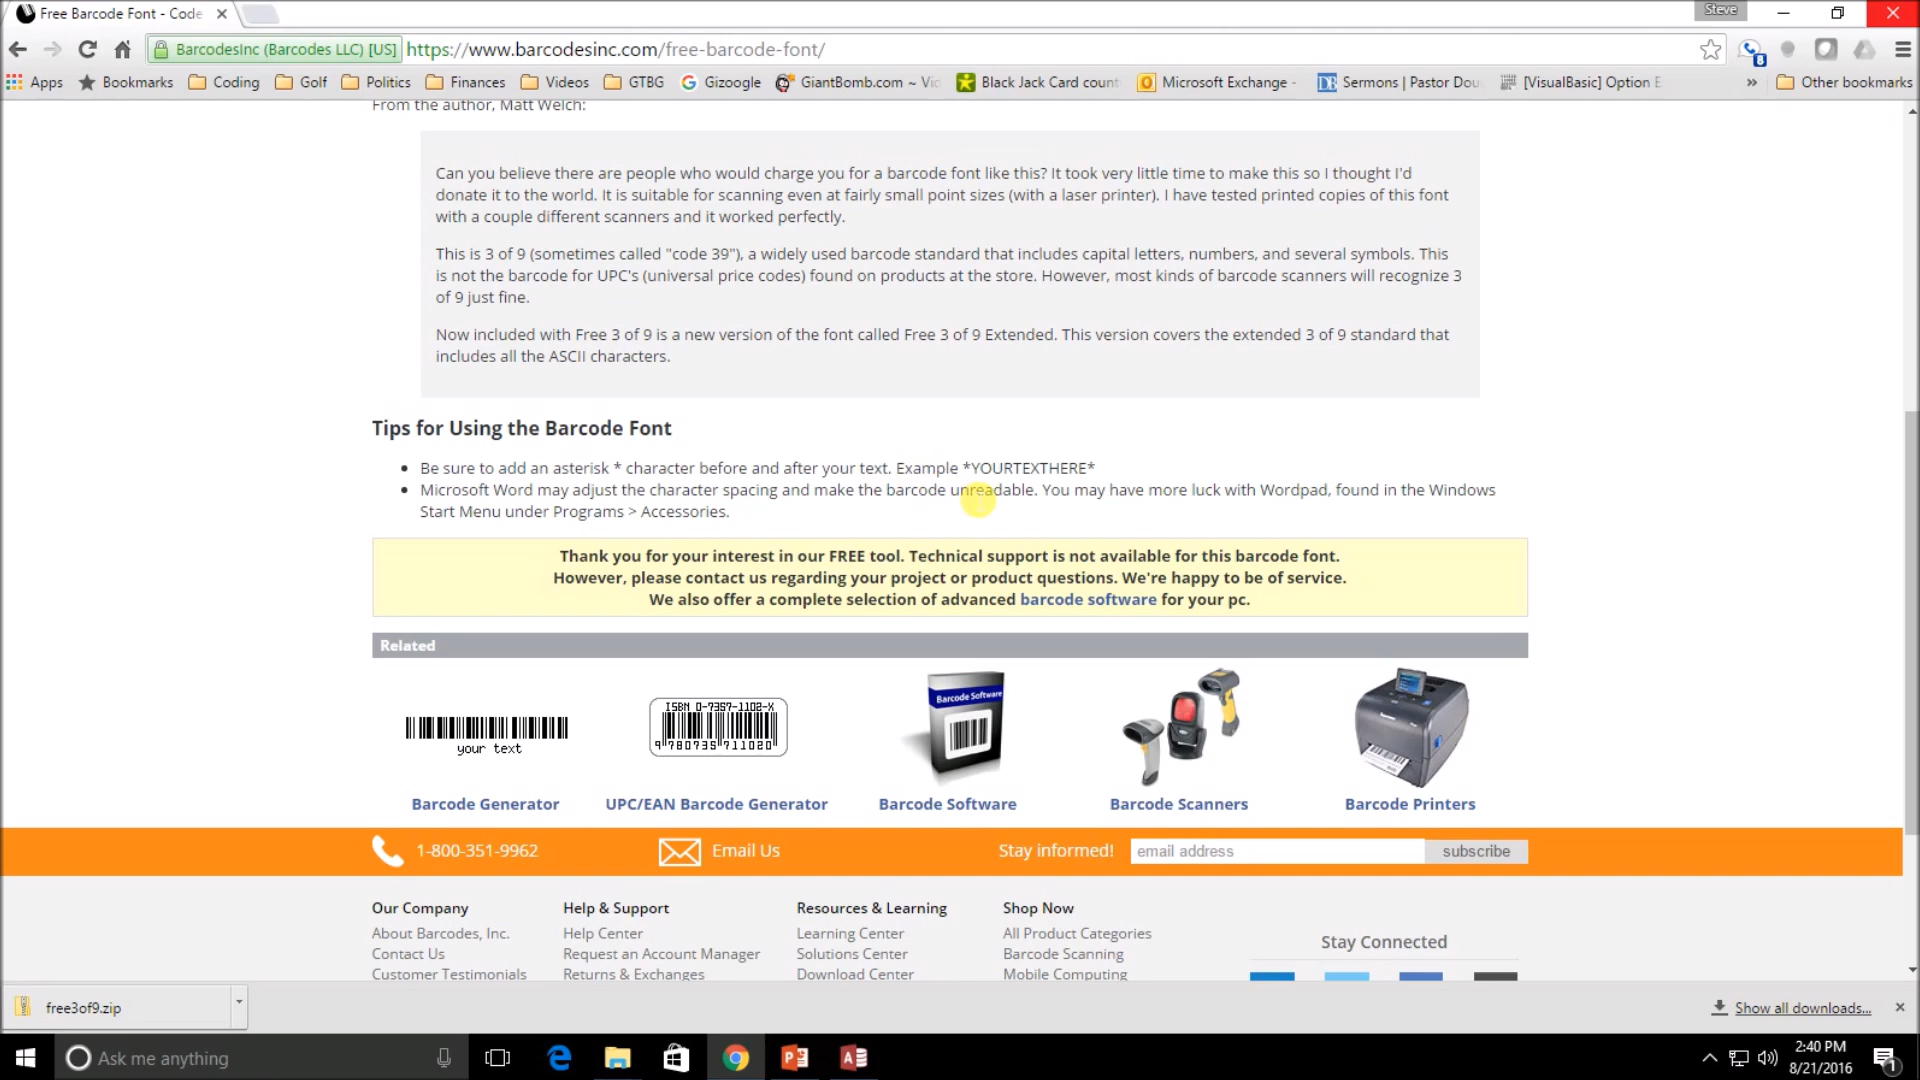 Free Barcode Font - Code
Steve
BarcodesInc (Barcodes LLC) [US]
https://www.barcodesinc.com/free-barcode-font/
8
Apps
Bookmarks
Coding
Golf
Politics
Finances
Videos
GTBG
Gizoogle
GiantBomb.com ~ Vic
Black Jack Card count
Microsoft Exchange -
Sermons | Pastor Dou
[VisualBasic] Option E
»
Other bookmarks
From the author, Matt Welch:
Can you believe there are people who would charge you for a barcode font like this? It took very little time to make this so I thought I'd
donate it to the world. It is suitable for scanning even at fairly small point sizes (with a laser printer). I have tested printed copies of this font
with a couple different scanners and it worked perfectly.
This is 3 of 9 (sometimes called "code 39"), a widely used barcode standard that includes capital letters, numbers, and several symbols. This
is not the barcode for UPC's (universal price codes) found on products at the store. However, most kinds of barcode scanners will recognize 3
of 9 just fine.
Now included with Free 3 of 9 is a new version of the font called Free 3 of 9 Extended. This version covers the extended 3 of 9 standard that
includes all the ASCII characters.
Tips for Using the Barcode Font
• Be sure to add an asterisk * character before and after your text. Example *YOURTEXTHERE*
• Microsoft Word may adjust the character spacing and make the barcode unreadable. You may have more luck with Wordpad, found in the Windows
Start Menu under Programs > Accessories.
Thank you for your interest in our FREE tool. Technical support is not available for this barcode font.
However, please contact us regarding your project or product questions. We're happy to be of service.
We also offer a complete selection of advanced barcode software for your pc.
Related
your text
ISBN 0-7357-1102-X
9 780735 711020
Barcode Software
Barcode Generator
UPC/EAN Barcode Generator
Barcode Software
Barcode Scanners
Barcode Printers
1-800-351-9962
Email Us
Stay informed!
email address
subscribe
Our Company
Help & Support
Resources & Learning
Shop Now
About Barcodes, Inc.
Help Center
Learning Center
All Product Categories
Stay Connected
Contact Us
Request an Account Manager
Solutions Center
Barcode Scanning
Customer Testimonials
Returns & Exchanges
Download Center
Mobile Computing
free3of9.zip
Show all downloads...
Ask me anything
2:40 PM
8/21/2016
1